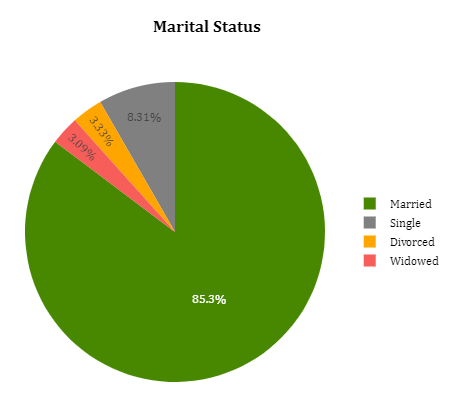 Marital Status
8.31%
3.33%
3.09%
85.3%
Married
Single
Divorced
Widowed